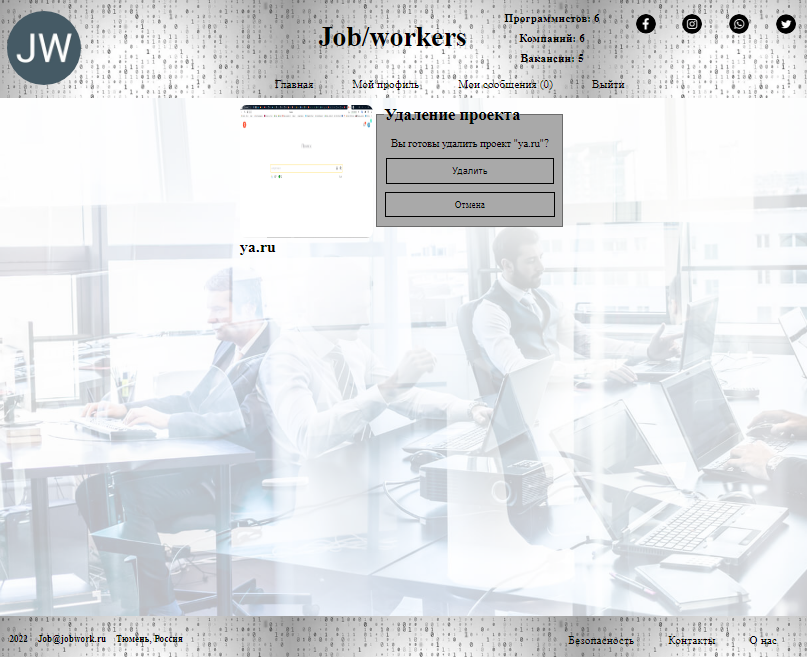 JW
Job/workers
Программистов: 6
Компаний: 6
Вакансии: 5
Главная Мой профиль Мои сообщения (0) Выйти
Удаление проекта
Вы готовы удалить проект "ya.ru"?
Удалить
Отмена
ya.ru
2022 Job@jobwork.ru Тюмень, Россия
Безопасность Контакты О нас